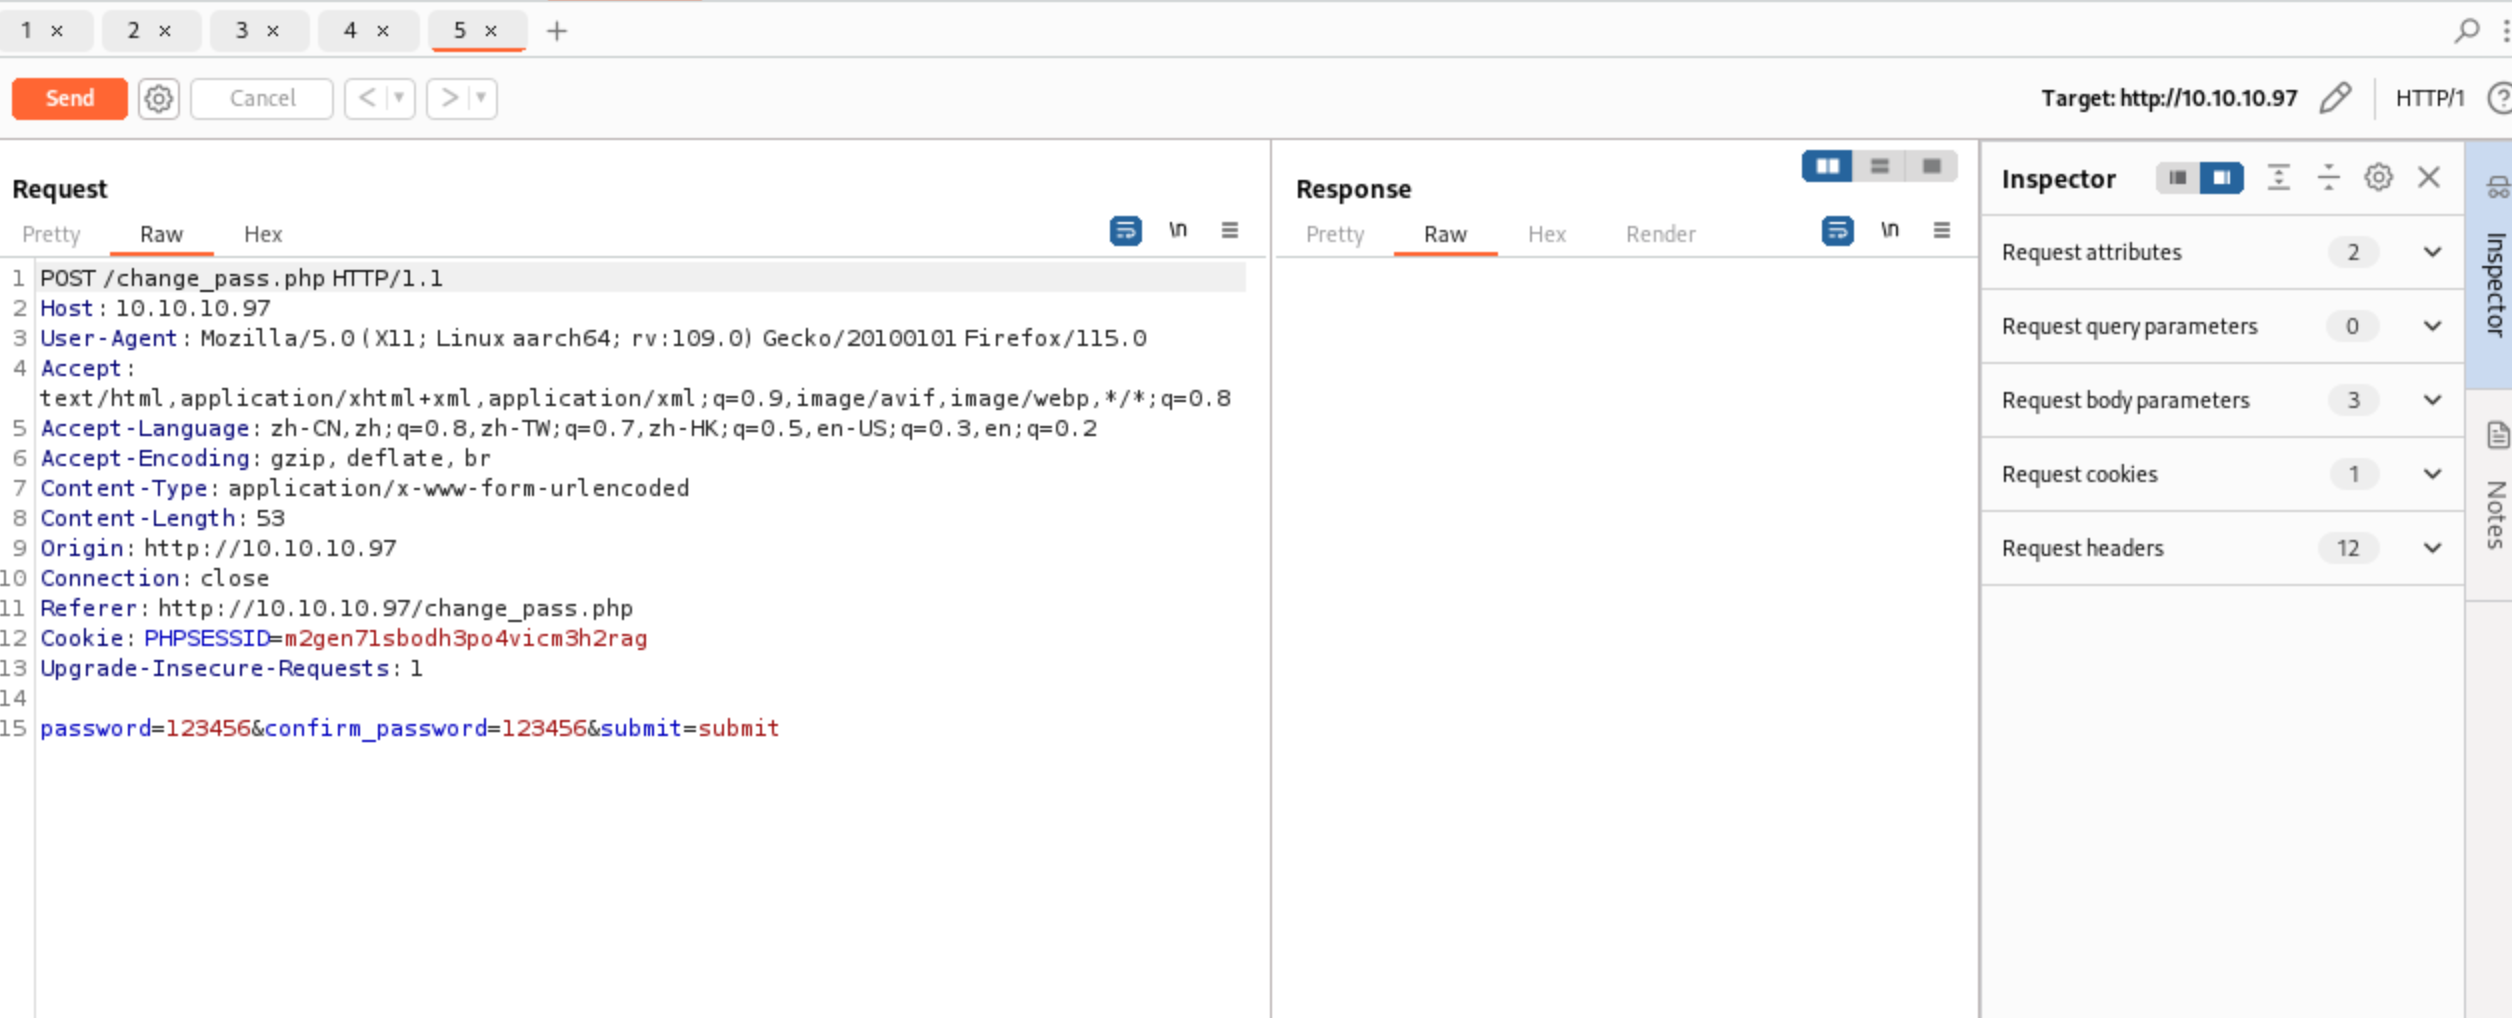 1 × 2 × 3 × 4 × 5 × +
Send Cancel < > Target: http://10.10.10.97 HTTP/1 ?
Request
Pretty Raw Hex \n
1 POST /change_pass.php HTTP/1.1
2 Host: 10.10.10.97
3 User-Agent: Mozilla/5.0 (X11; Linux aarch64; rv:109.0) Gecko/20100101 Firefox/115.0
4 Accept:
text/html,application/xhtml+xml,application/xml;q=0.9,image/avif,image/webp,*/*;q=0.8
5 Accept-Language: zh-CN,zh;q=0.8,zh-TW;q=0.7,zh-HK;q=0.5,en-US;q=0.3,en;q=0.2
6 Accept-Encoding: gzip, deflate, br
7 Content-Type: application/x-www-form-urlencoded
8 Content-Length: 53
9 Origin: http://10.10.10.97
10 Connection: close
11 Referer: http://10.10.10.97/change_pass.php
12 Cookie: PHPSESSID=m2gen7lsbodh3po4vicm3h2rag
13 Upgrade-Insecure-Requests: 1
14
15 password=123456&confirm_password=123456&submit=submit
Response
Pretty Raw Hex Render \n
Inspector
Request attributes 2
Request query parameters 0
Request body parameters 3
Request cookies 1
Request headers 12
Inspector
Notes